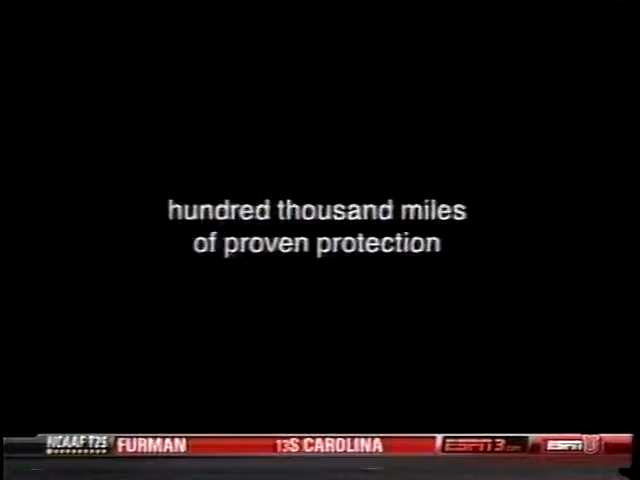 hundred thousand miles
of proven protection
NCAAF T25 FURMAN 13 S CAROLINA ESPN3.com ESPNU